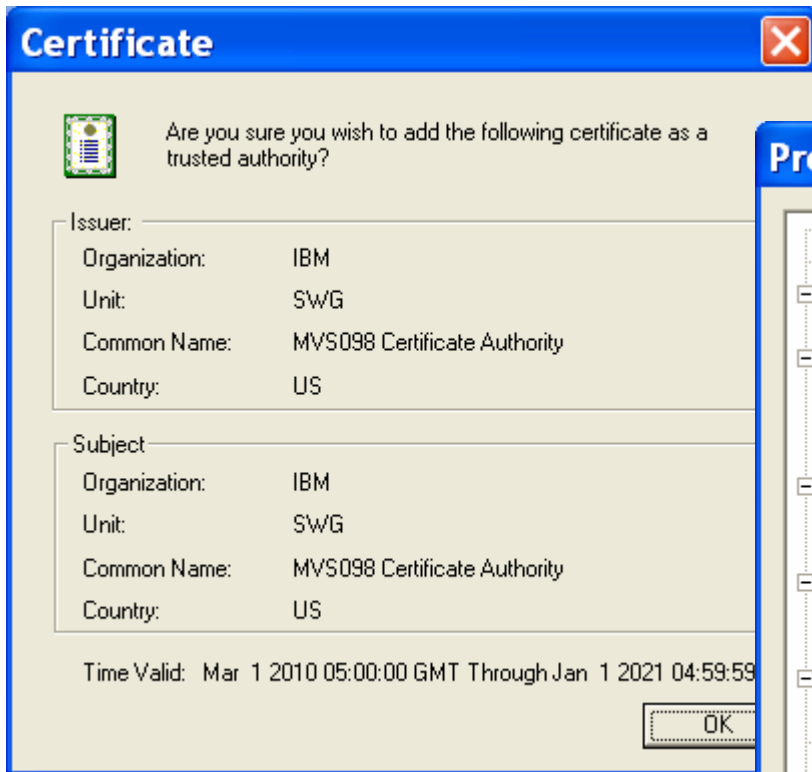 Certificate
Are you sure you wish to add the following certificate as a
trusted authority?
Issuer:
Organization: IBM
Unit: SWG
Common Name: MVS098 Certificate Authority
Country: US
Subject
Organization: IBM
Unit: SWG
Common Name: MVS098 Certificate Authority
Country: US
Time Valid: Mar 1 2010 05:00:00 GMT Through Jan 1 2021 04:59:59
OK